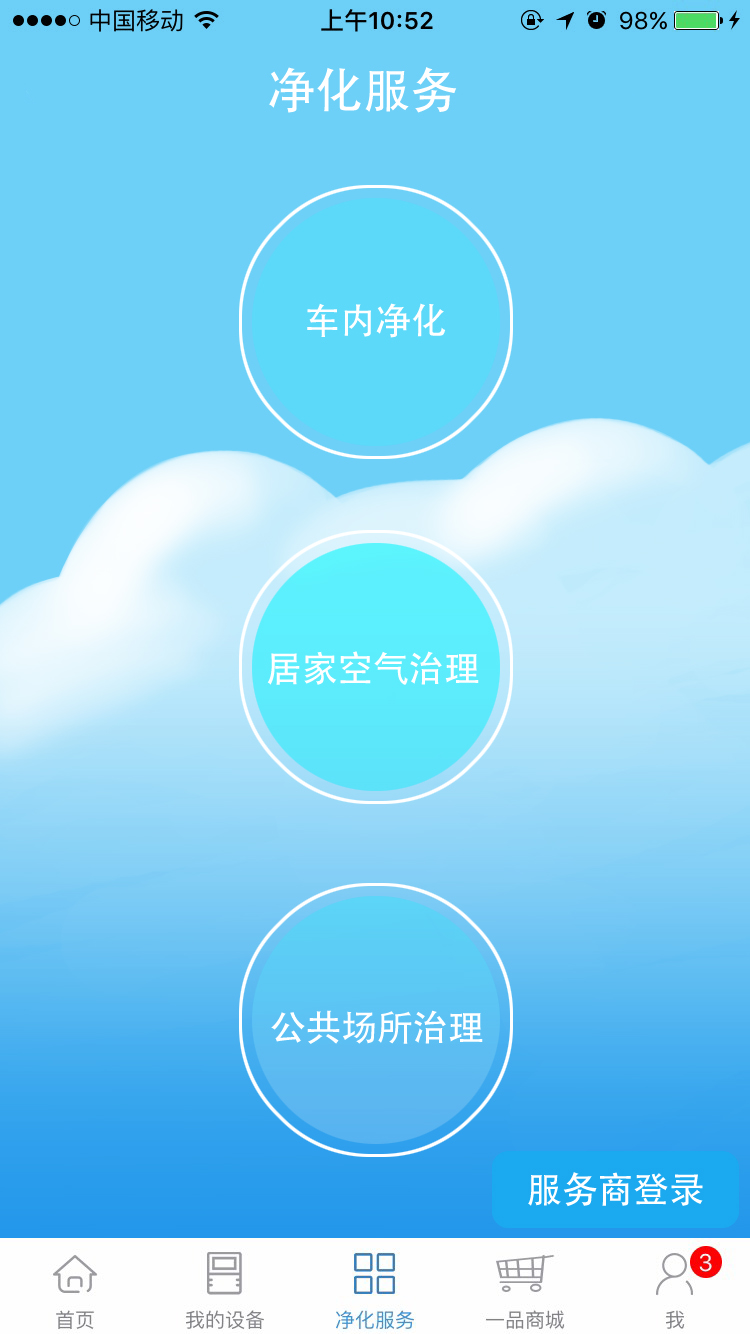 中国移动 上午10:52 98%
净化服务
车内净化
居家空气治理
公共场所治理
服务商登录
3
首页 我的设备 净化服务 一品商城 我